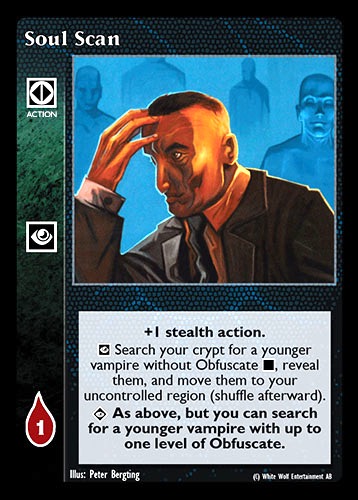 Soul Scan
ACTION
+1 stealth action.
Search your crypt for a younger
vampire without Obfuscate, reveal
them, and move them to your
uncontrolled region (shuffle afterward).
As above, but you can search
for a younger vampire with up to
one level of Obfuscate.
1
Illus: Peter Bergting
(C) White Wolf Entertainment AB